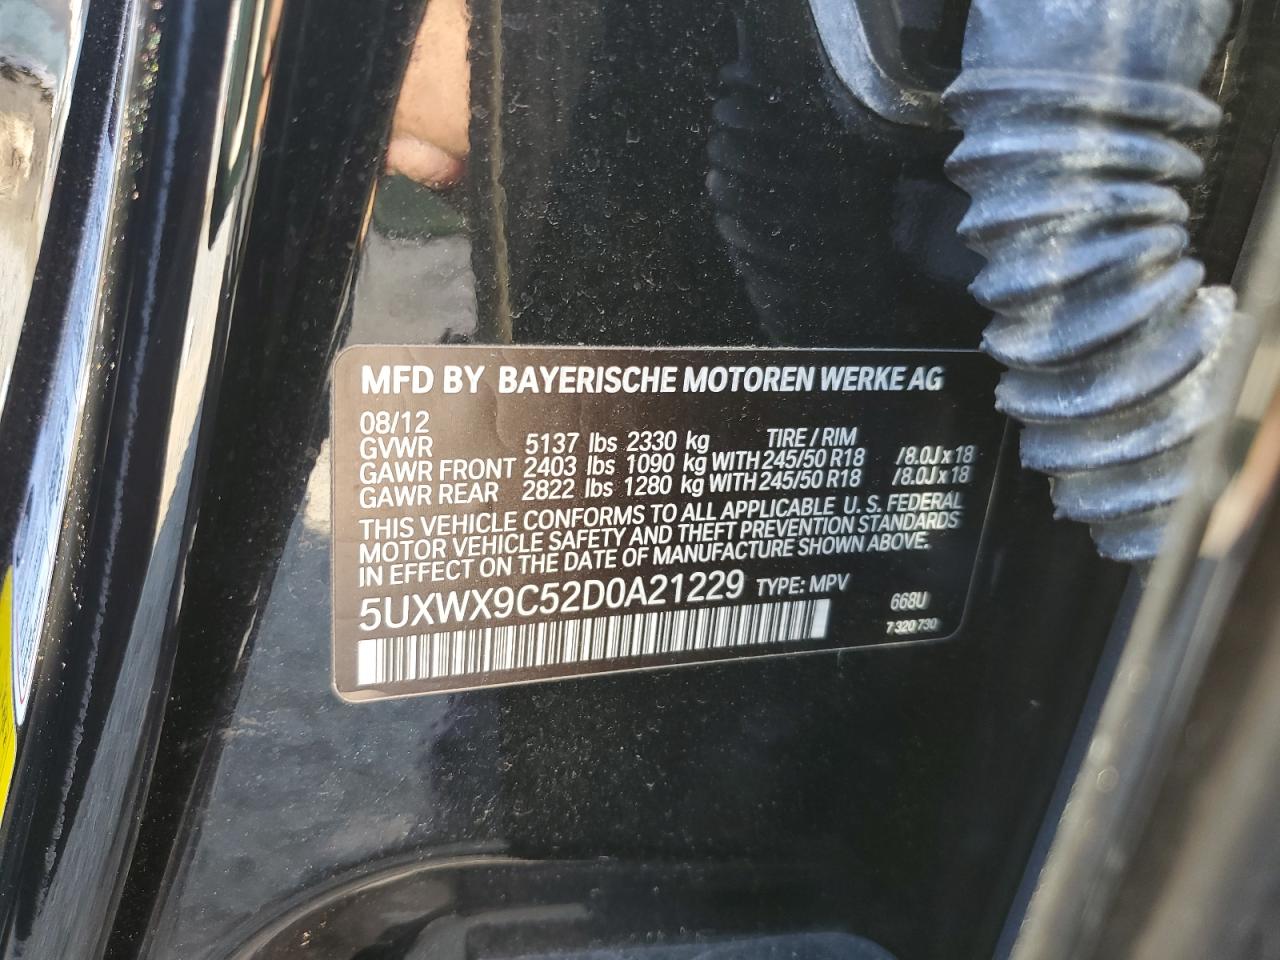 MFD BY BAYERISCHE MOTOREN WERKE AG
08/12
GVWR 5137 lbs 2330 kg TIRE / RIM
GAWR FRONT 2403 lbs 1090 kg WITH 245/50 R18 / 8.0J x 18
GAWR REAR 2822 lbs 1280 kg WITH 245/50 R18 / 8.0J x 18
THIS VEHICLE CONFORMS TO ALL APPLICABLE U. S. FEDERAL
MOTOR VEHICLE SAFETY AND THEFT PREVENTION STANDARDS
IN EFFECT ON THE DATE OF MANUFACTURE SHOWN ABOVE.
5UXWX9C52D0A21229 TYPE: MPV 668U
7 320 730